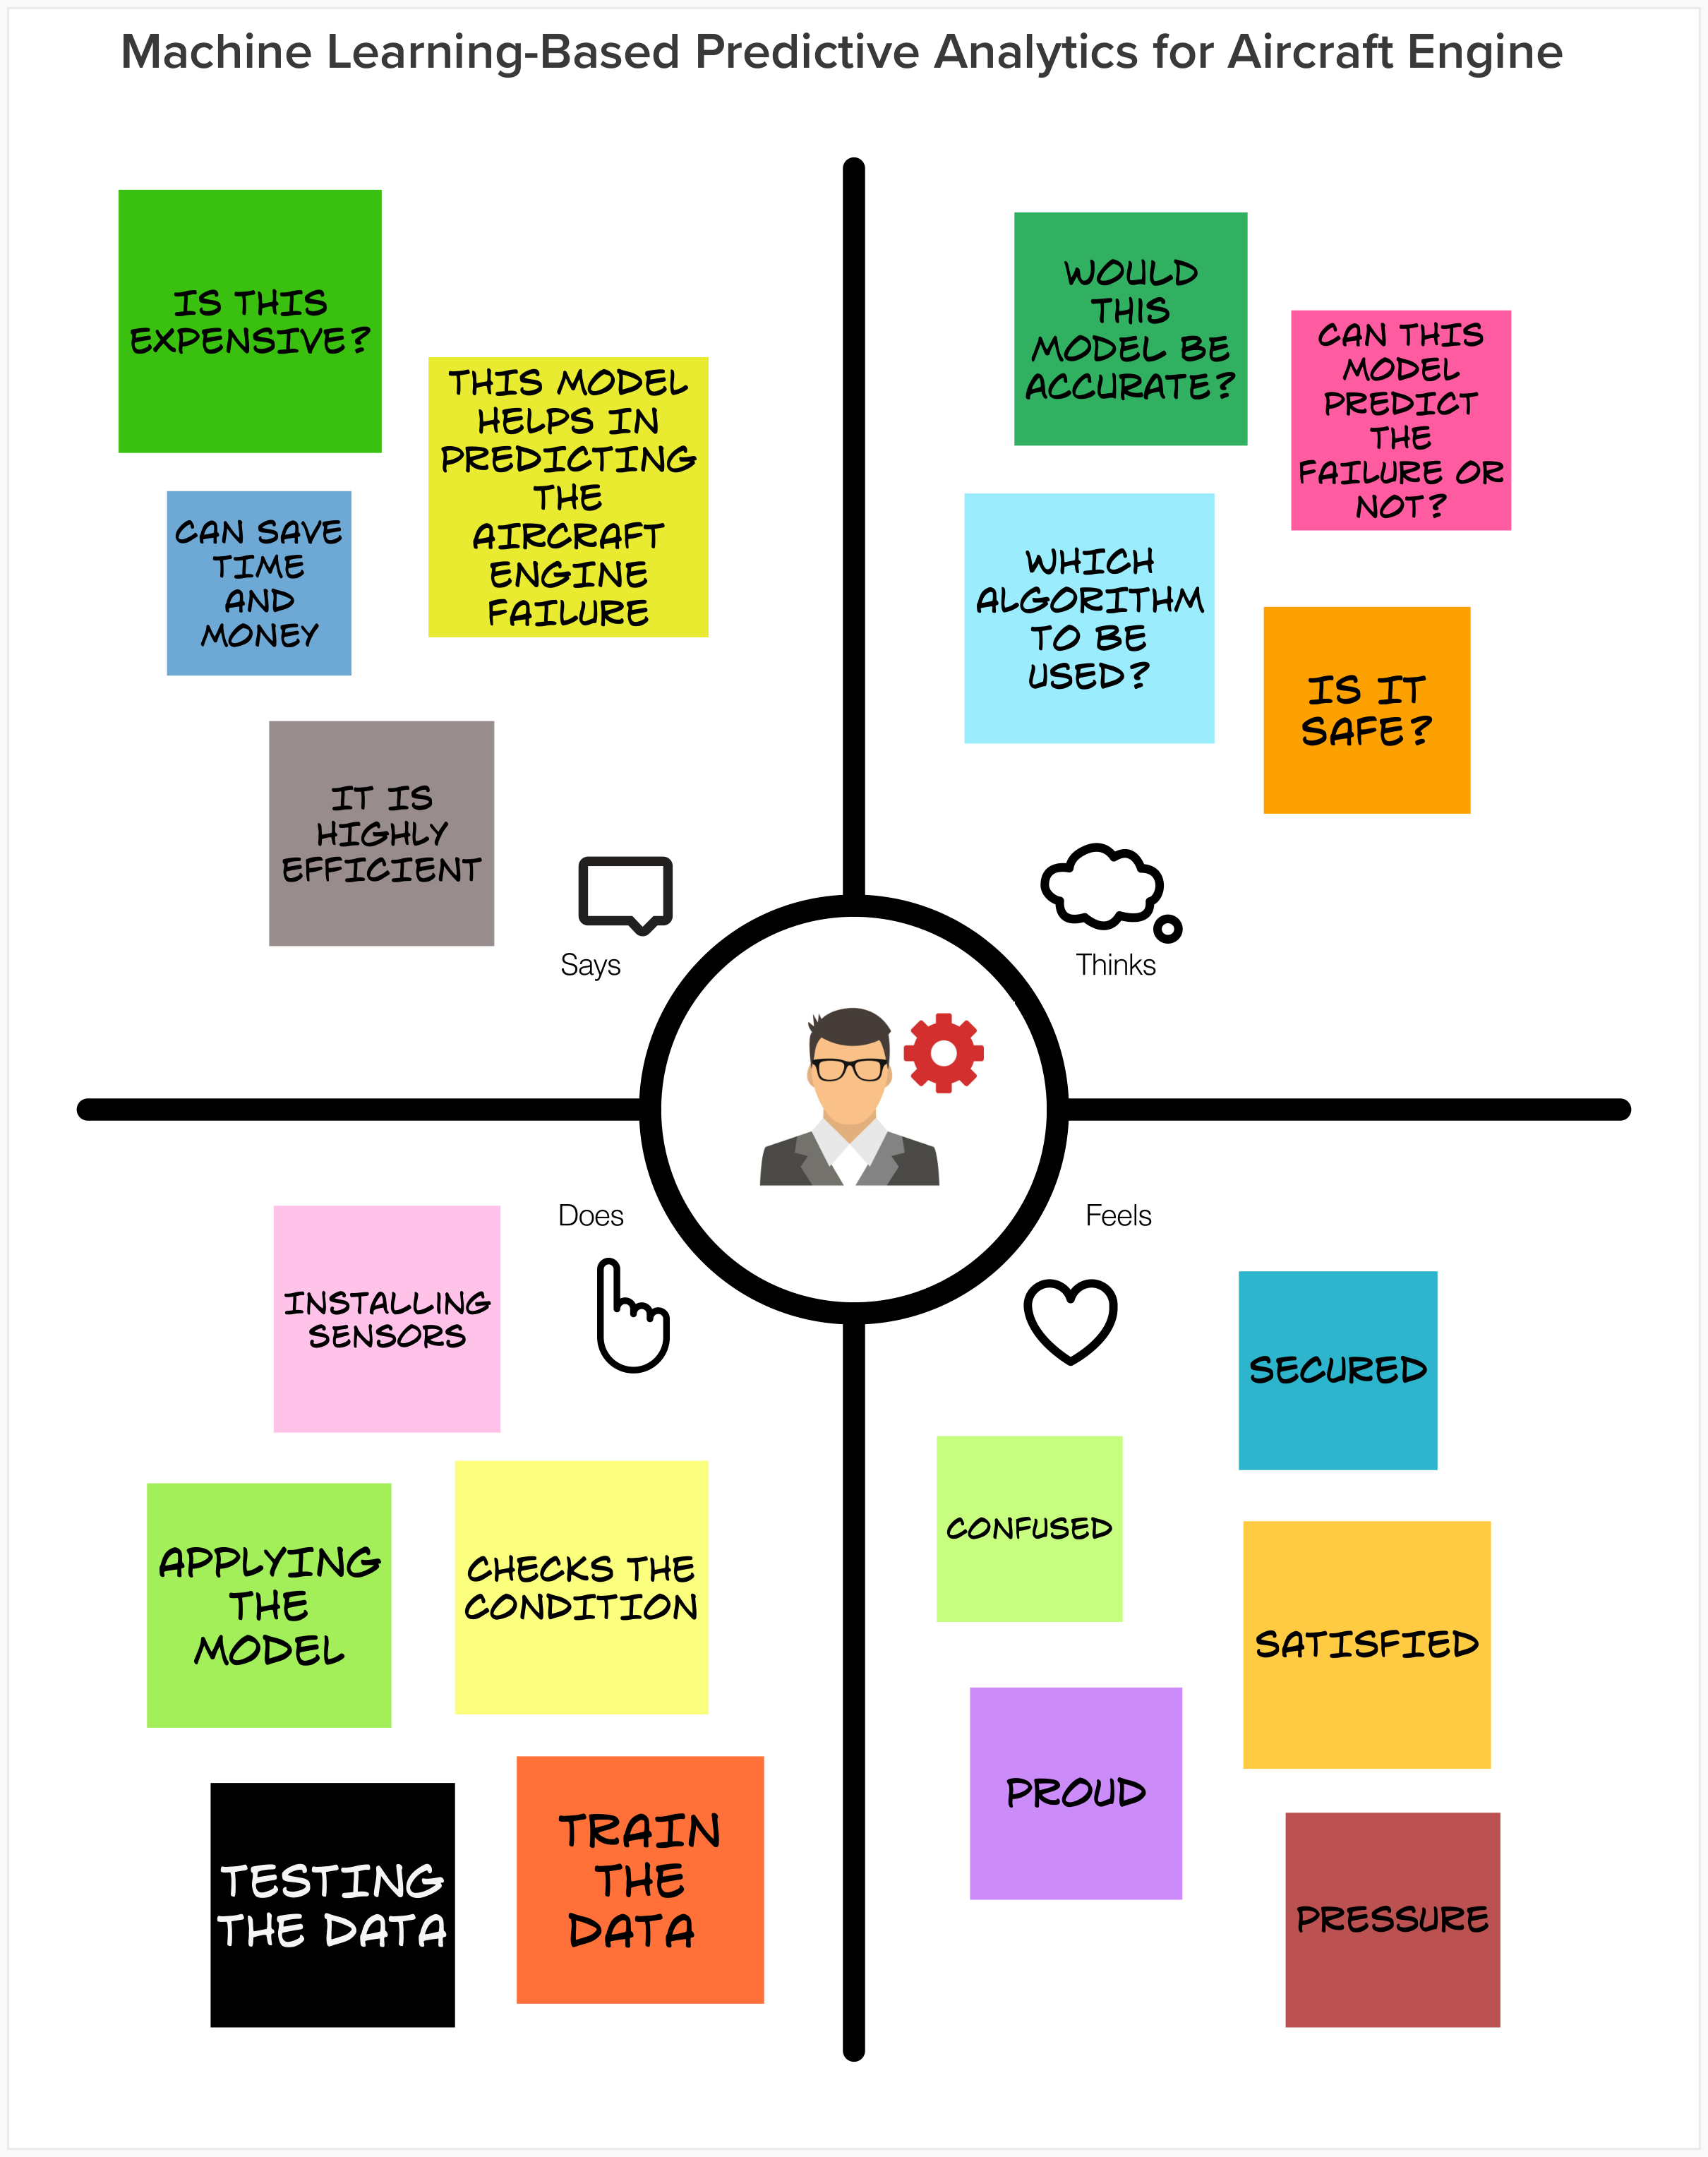 Machine Learning-Based Predictive Analytics for Aircraft Engine
IS THIS
EXPENSIVE?
THIS MODEL
HELPS IN
PREDICTING
THE
AIRCRAFT
ENGINE
FAILURE
CAN SAVE
TIME
AND
MONEY
IT IS
HIGHLY
EFFICIENT
Says
WOULD
THIS
MODEL BE
ACCURATE?
CAN THIS
MODEL
PREDICT
THE
FAILURE OR
NOT?
WHICH
ALGORITHM
TO BE
USED?
IS IT
SAFE?
Thinks
Does
INSTALLING
SENSORS
APPLYING
THE
MODEL
CHECKS THE
CONDITION
TESTING
THE DATA
TRAIN
THE
DATA
Feels
SECURED
CONFUSED
SATISFIED
PROUD
PRESSURE